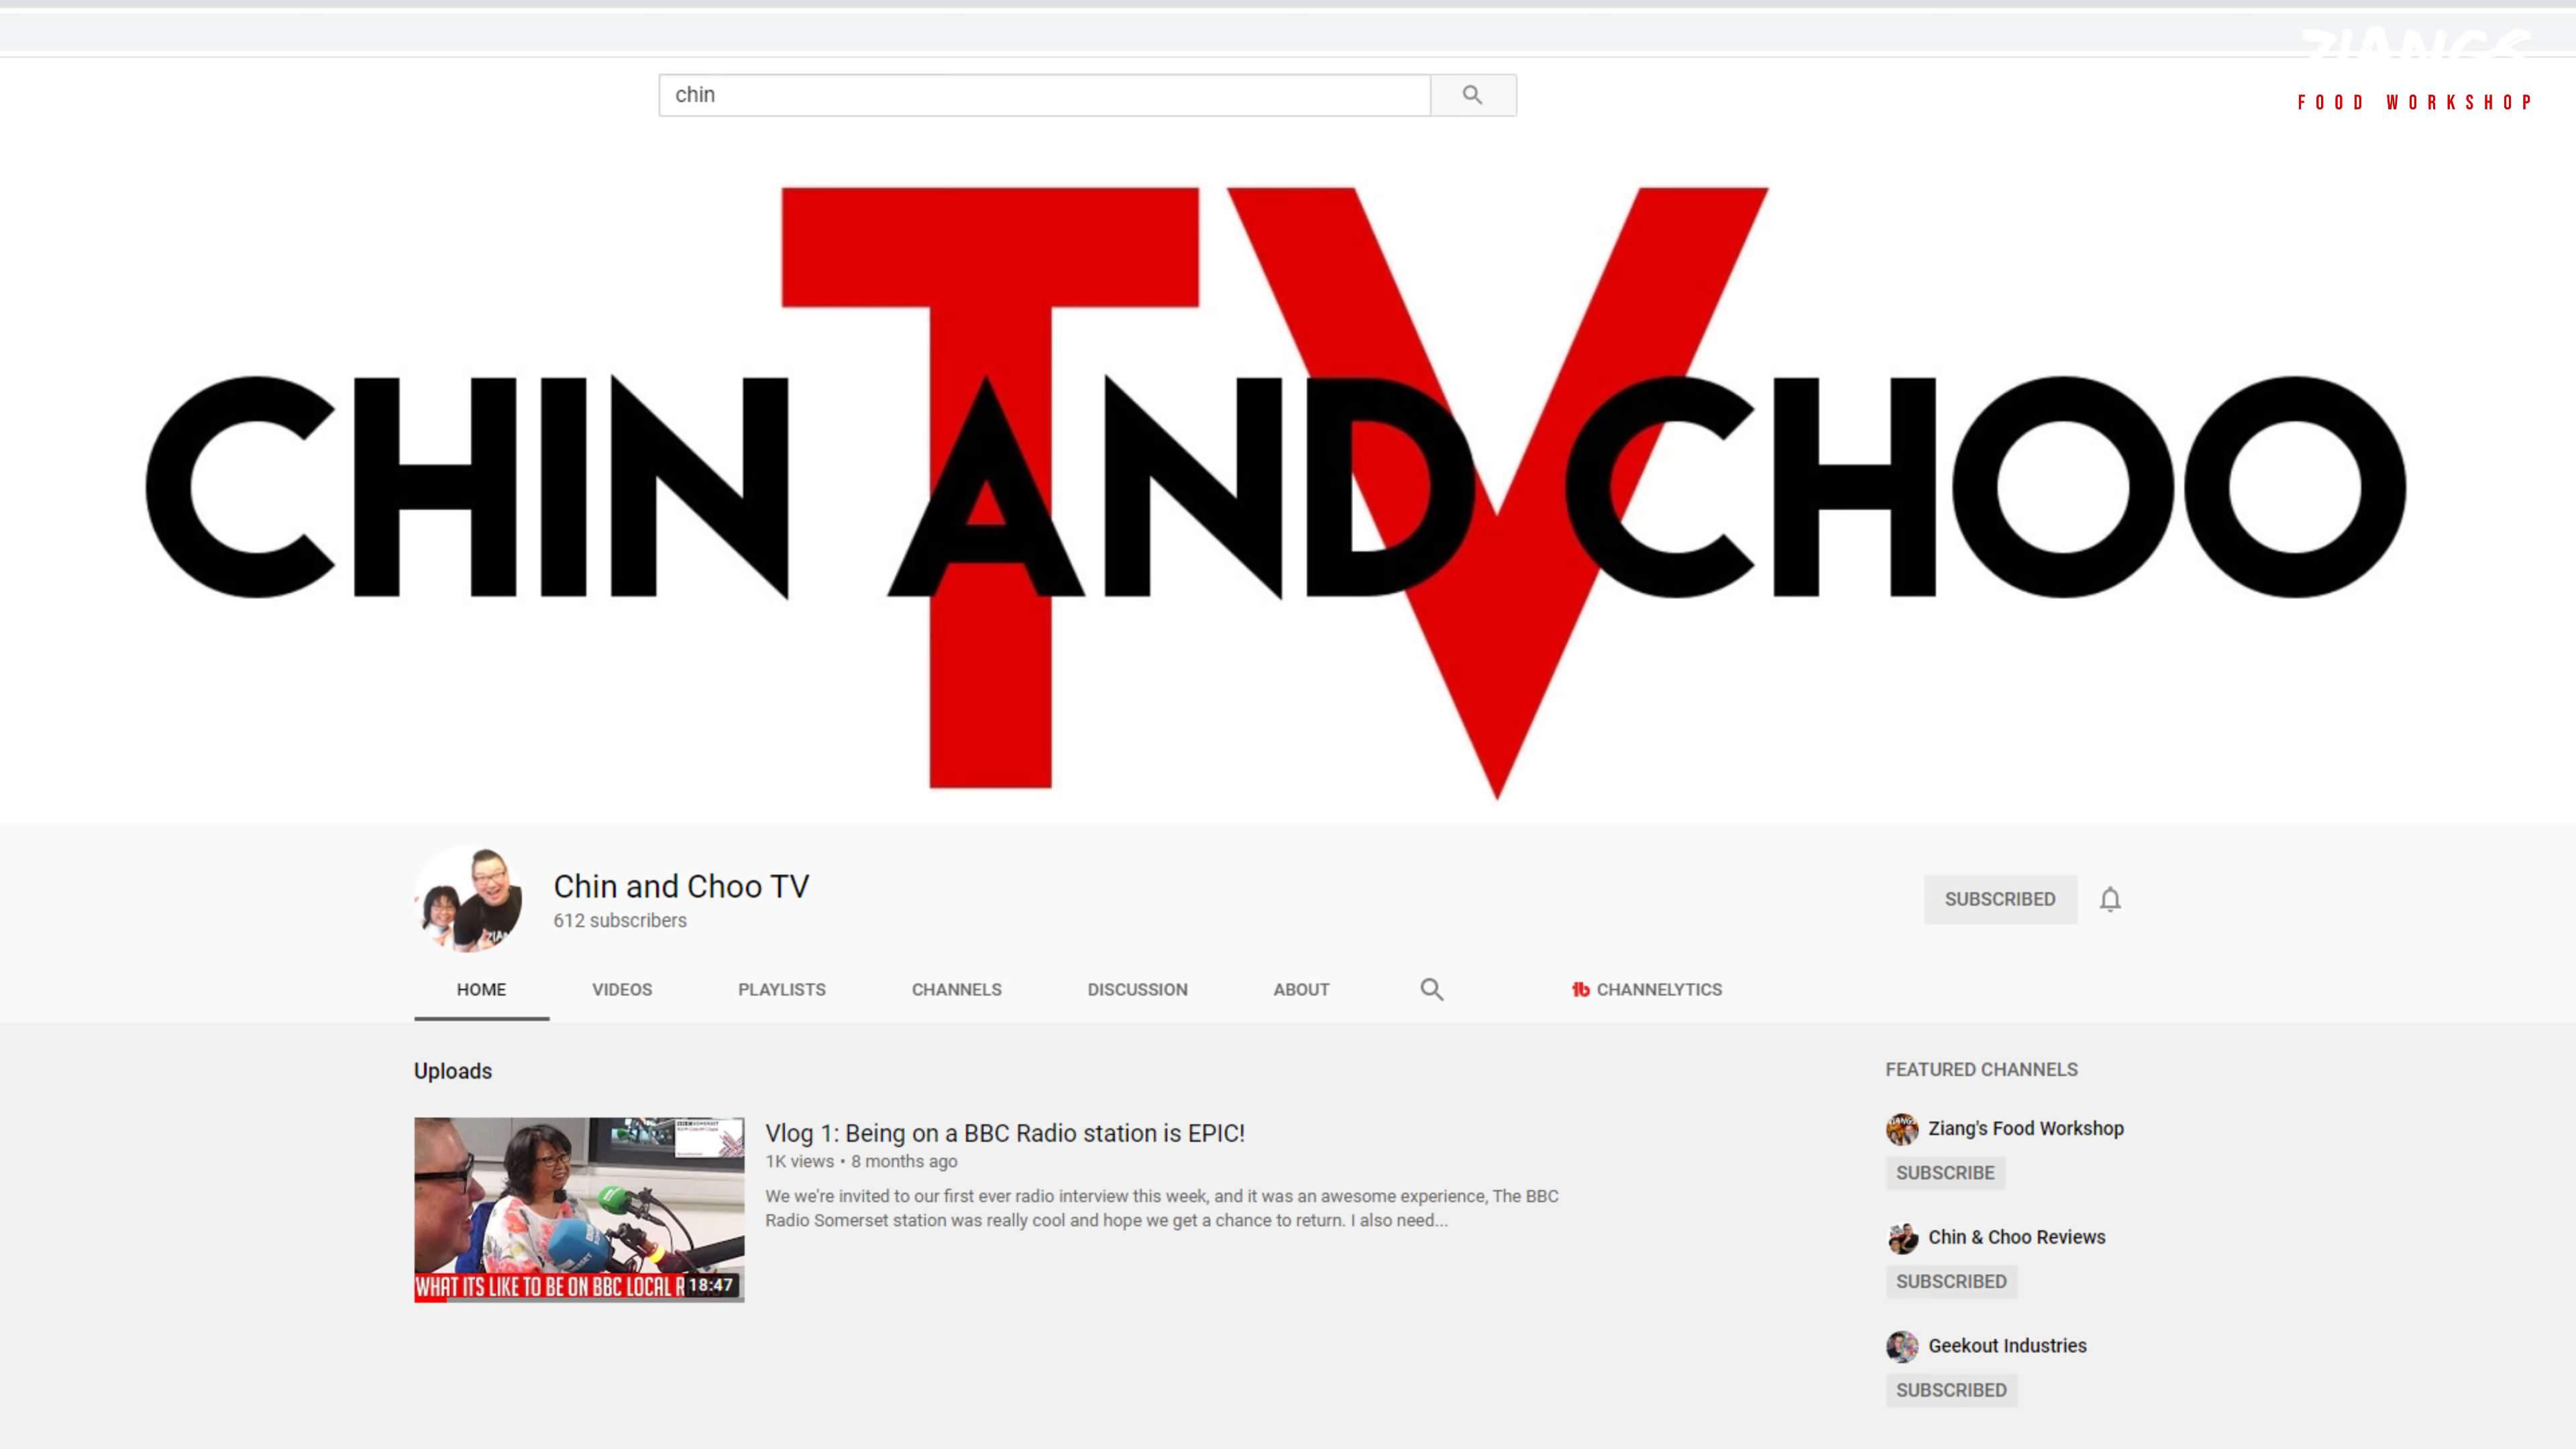 ZIANGS
FOOD WORKSHOP
chin
TV
CHIN AND CHOO
Chin and Choo TV
612 subscribers
SUBSCRIBED
HOME VIDEOS PLAYLISTS CHANNELS DISCUSSION ABOUT CHANNELYTICS
Uploads
WHAT ITS LIKE TO BE ON BBC LOCAL R
18:47
Vlog 1: Being on a BBC Radio station is EPIC!
1K views • 8 months ago
We we're invited to our first ever radio interview this week, and it was an awesome experience, The BBC
Radio Somerset station was really cool and hope we get a chance to return. I also need...
FEATURED CHANNELS
Ziang's Food Workshop
SUBSCRIBE
Chin & Choo Reviews
SUBSCRIBED
Geekout Industries
SUBSCRIBED